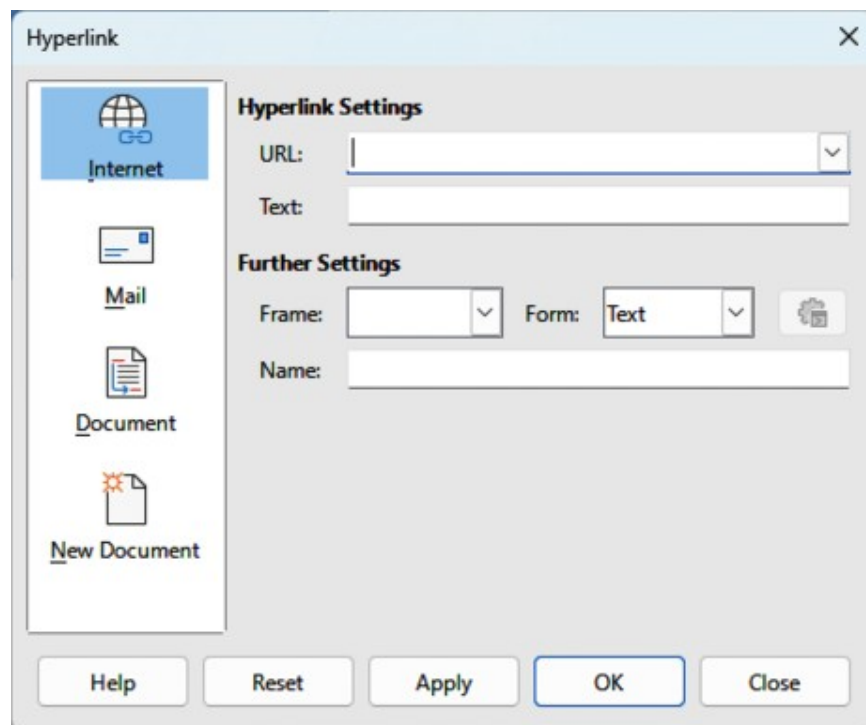 Hyperlink
Internet
Mail
Document
New Document
Hyperlink Settings
URL:
Text:
Further Settings
Frame: Form: Text
Name:
Help Reset Apply OK Close